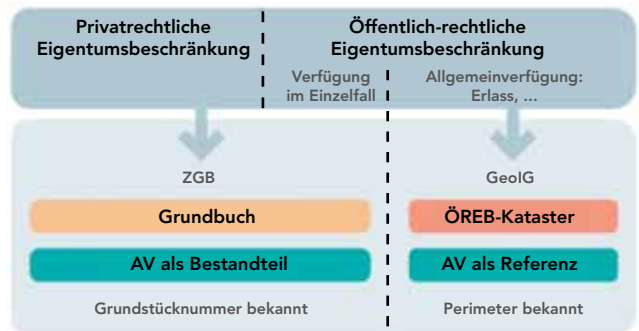 Privatrechtliche
Eigentumsbeschränkung
Öffentlich-rechtliche
Eigentumsbeschränkung
Verfügung
im Einzelfall
Allgemeinverfügung:
Erlass, ...
ZGB
GeoIG
Grundbuch
ÖREB-Kataster
AV als Bestandteil
AV als Referenz
Grundstücknummer bekannt
Perimeter bekannt